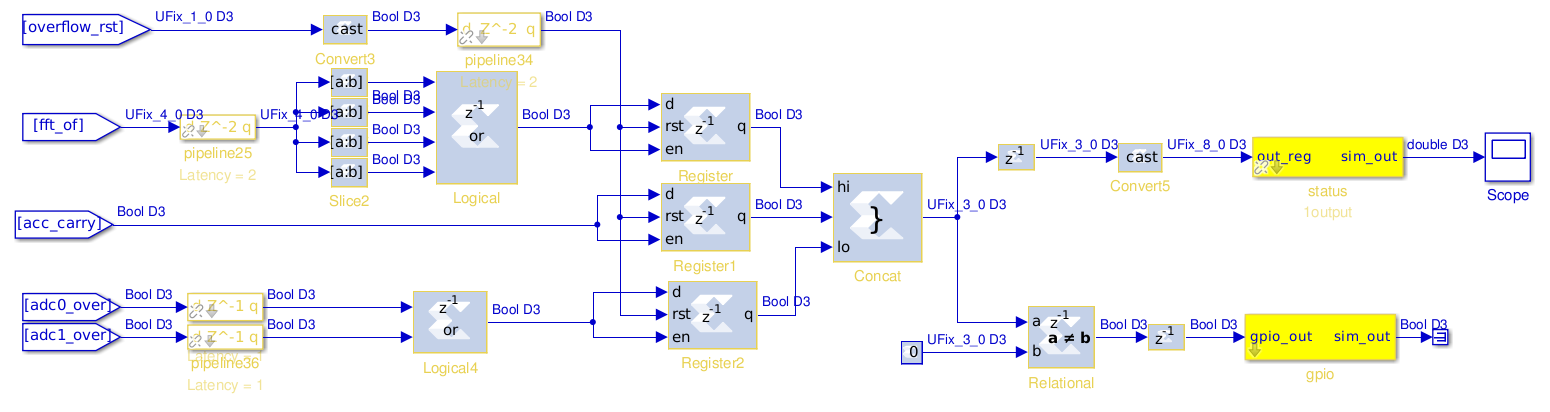 [overflow_rst]
UFix_1_0 D3
cast
Bool D3
Convert3
d Z^-2 q
Bool D3
pipeline34
Latency = 2
[fft_of]
UFix_4_0 D3
Z^-2 q
UFix_4_0 D3
pipeline25
Latency = 2
[a:b]
Bool D3
[a:b]
Bool D3
[a:b]
Bool D3
[a:b]
Bool D3
Slice2
z-1
or
Logical
Bool D3
d
rst
en
z-1
q
Bool D3
Register
[acc_carry]
Bool D3
d
rst
en
z-1
q
Bool D3
Register1
[adc0_over]
Bool D3
d Z^-1 q
Bool D3
[adc1_over]
Bool D3
d Z^-1 q
Bool D3
Latency = 1
pipeline36
Latency = 1
z-1
or
Logical4
Bool D3
d
rst
en
z-1
q
Bool D3
Register2
hi
lo
}
Concat
UFix_3_0 D3
z-1
UFix_3_0 D3
cast
Convert5
UFix_8_0 D3
out_reg
sim_out
status
1output
double D3
Scope
0
UFix_3_0 D3
a
b
z-1
a ≠ b
Relational
Bool D3
z-1
Bool D3
gpio_out
sim_out
gpio
Bool D3